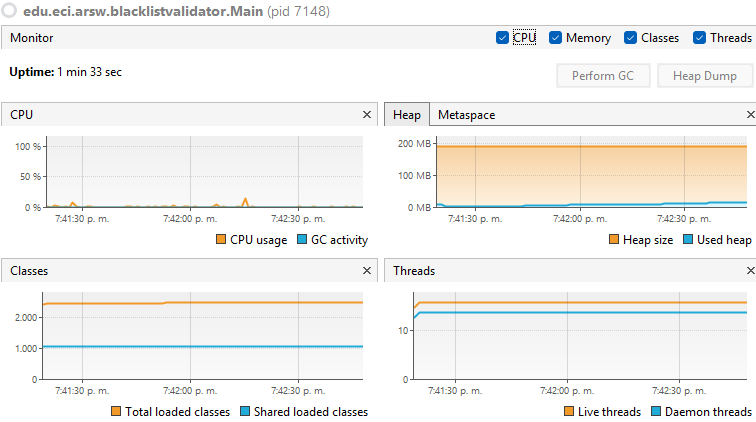 edu.eci.arsw.blacklistvalidator.Main (pid 7148)
Monitor CPU Memory Classes Threads
Uptime: 1 min 33 sec
Perform GC Heap Dump
CPU
100 %
50 %
0 %
7:41:30 p. m. 7:42:00 p. m. 7:42:30 p. m.
CPU usage GC activity
Heap Metaspace
200 MB
100 MB
0 MB
7:41:30 p. m. 7:42:00 p. m. 7:42:30 p. m.
Heap size Used heap
Classes
2.000
1.000
0
7:41:30 p. m. 7:42:00 p. m. 7:42:30 p. m.
Total loaded classes Shared loaded classes
Threads
10
0
7:41:30 p. m. 7:42:00 p. m. 7:42:30 p. m.
Live threads Daemon threads